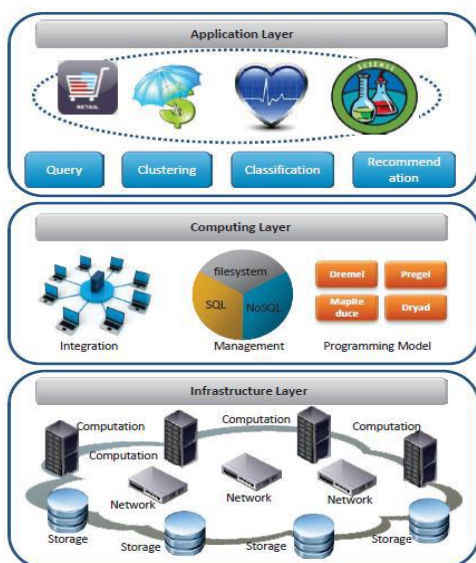 Application Layer
RETAIL
SCIENCE
Query
Clustering
Classification
Recommend
ation
Computing Layer
filesystem
SQL
NoSQL
Integration
Management
Dremel
Pregel
MapRe
duce
Dryad
Programming Model
Infrastructure Layer
Computation
Computation
Computation
Computation
Network
Network
Network
Storage
Storage
Storage
Storage